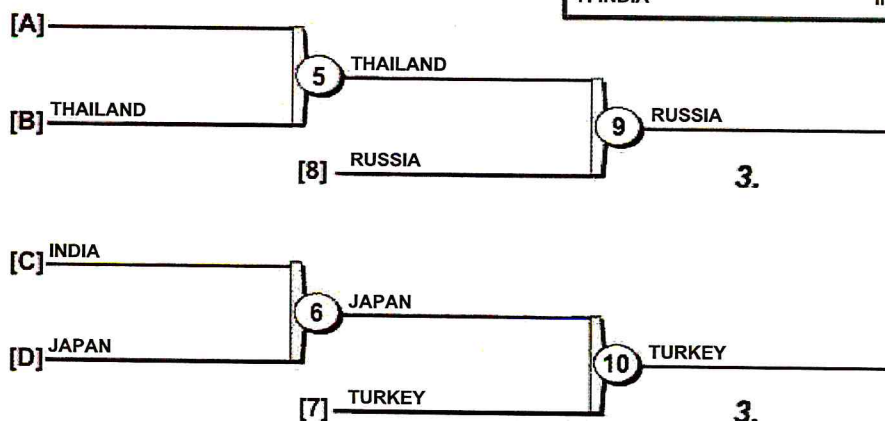 [A]
5 THAILAND
[B] THAILAND
9 RUSSIA
[8] RUSSIA
3.
[C] INDIA
6 JAPAN
[D] JAPAN
10 TURKEY
[7] TURKEY
3.